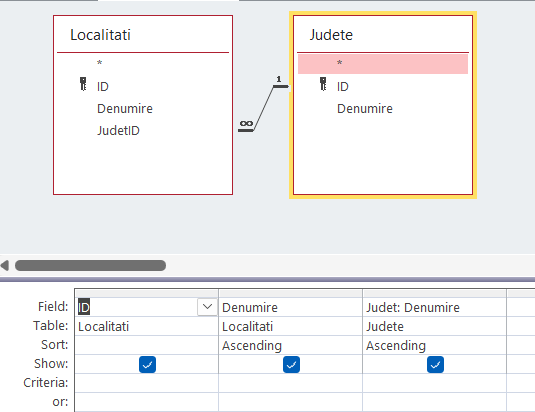 Localitati
*
ID
Denumire
JudetID
∞
1
Judete
*
ID
Denumire
Field: ID Denumire Judet: Denumire
Table: Localitati Localitati Judete
Sort: Ascending Ascending
Show:
Criteria:
or: